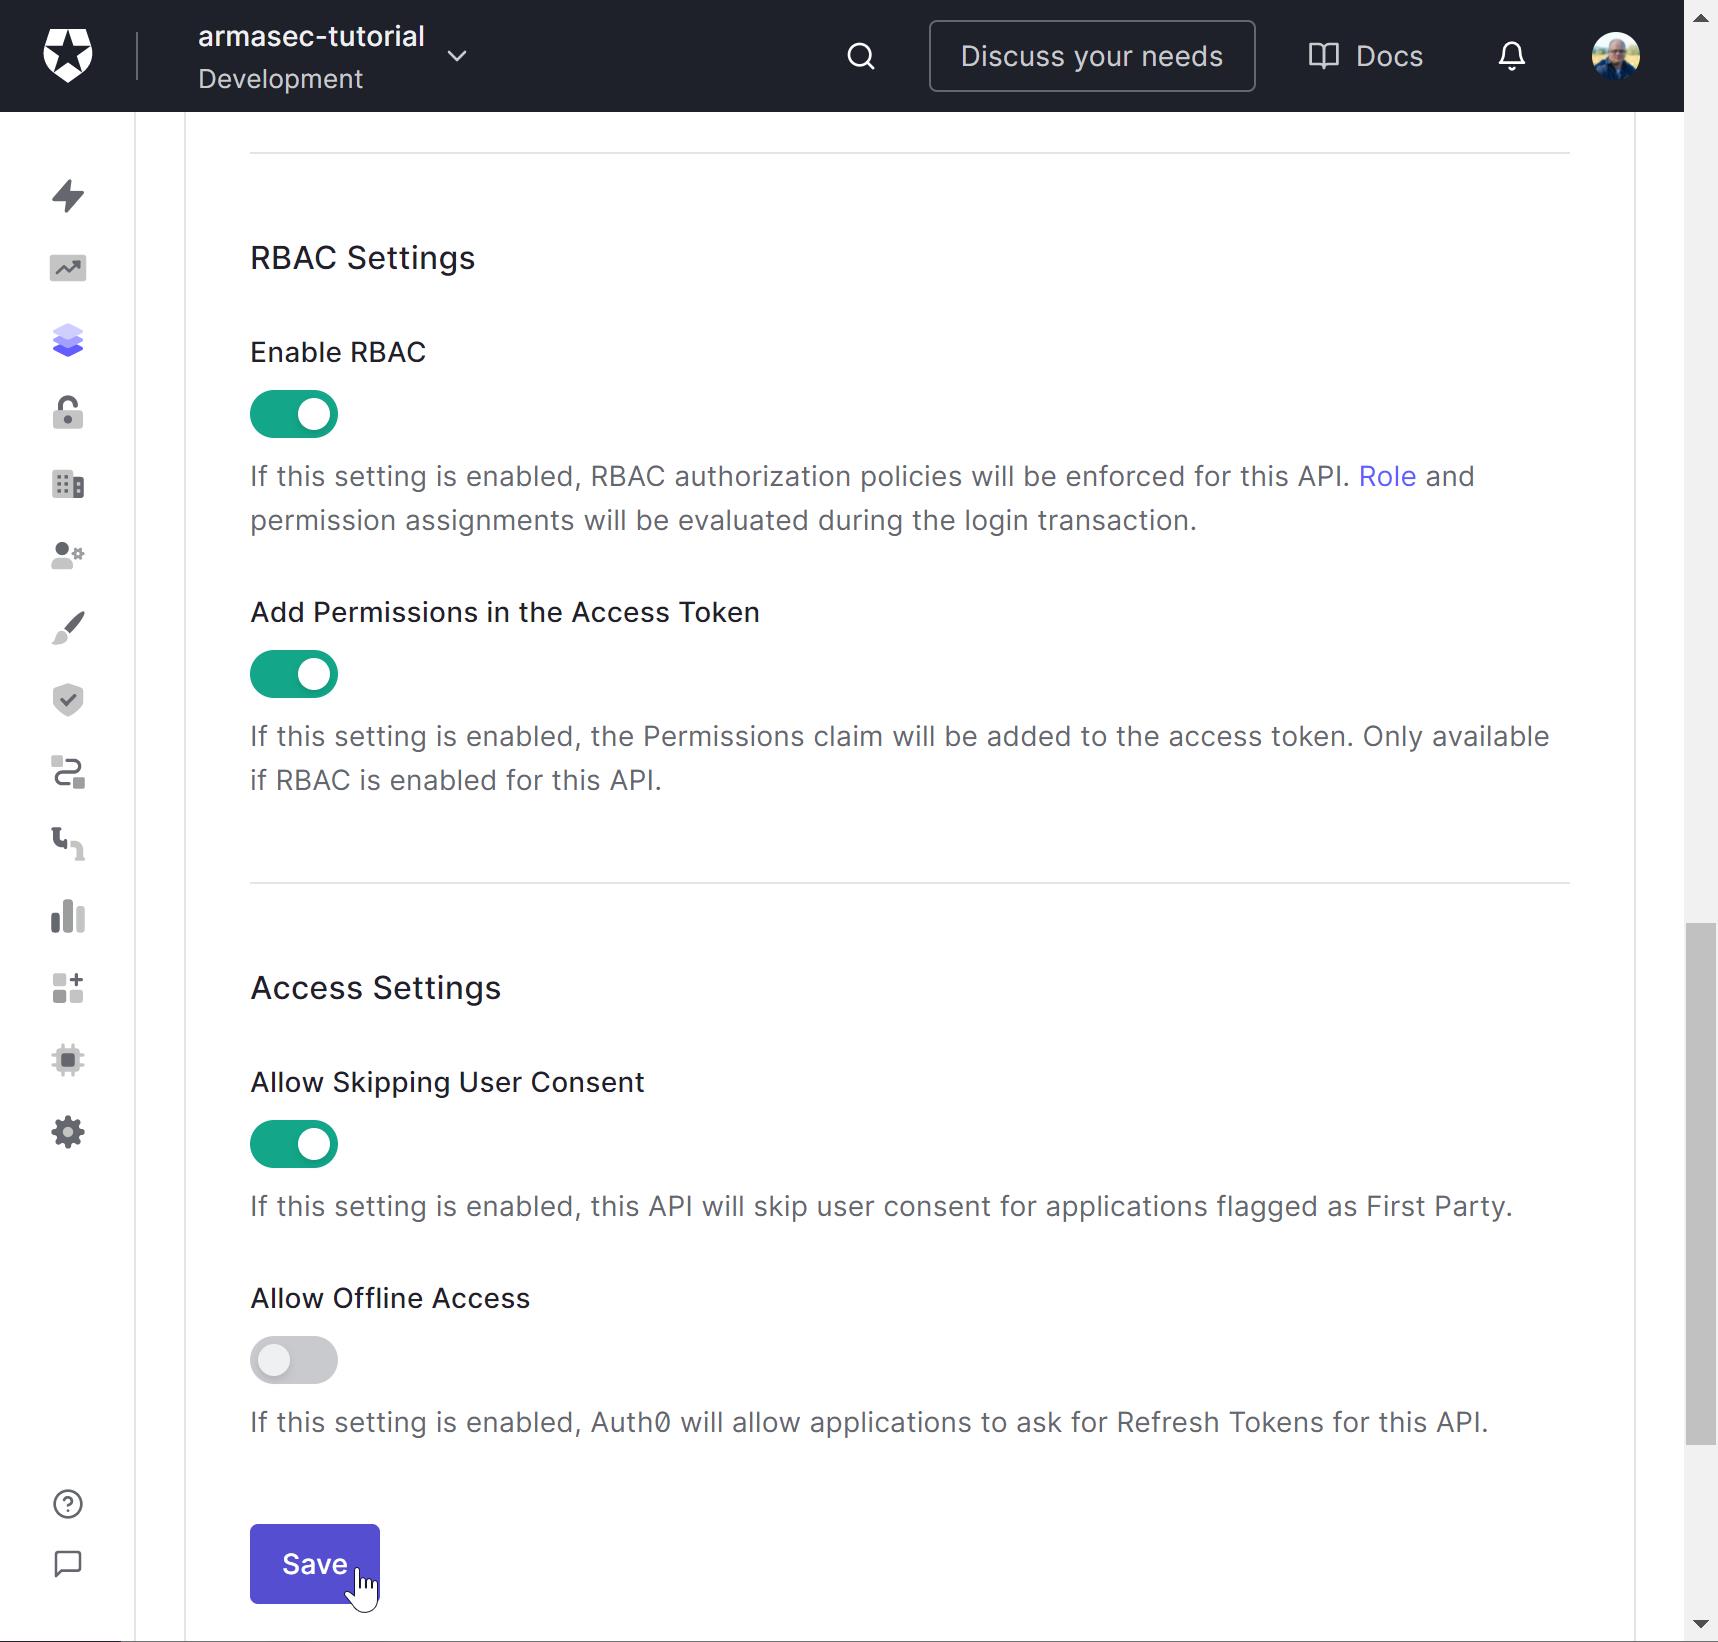 armasec-tutorial
Development
Discuss your needs
Docs
RBAC Settings
Enable RBAC
If this setting is enabled, RBAC authorization policies will be enforced for this API. Role and
permission assignments will be evaluated during the login transaction.
Add Permissions in the Access Token
If this setting is enabled, the Permissions claim will be added to the access token. Only available
if RBAC is enabled for this API.
Access Settings
Allow Skipping User Consent
If this setting is enabled, this API will skip user consent for applications flagged as First Party.
Allow Offline Access
If this setting is enabled, Auth0 will allow applications to ask for Refresh Tokens for this API.
Save